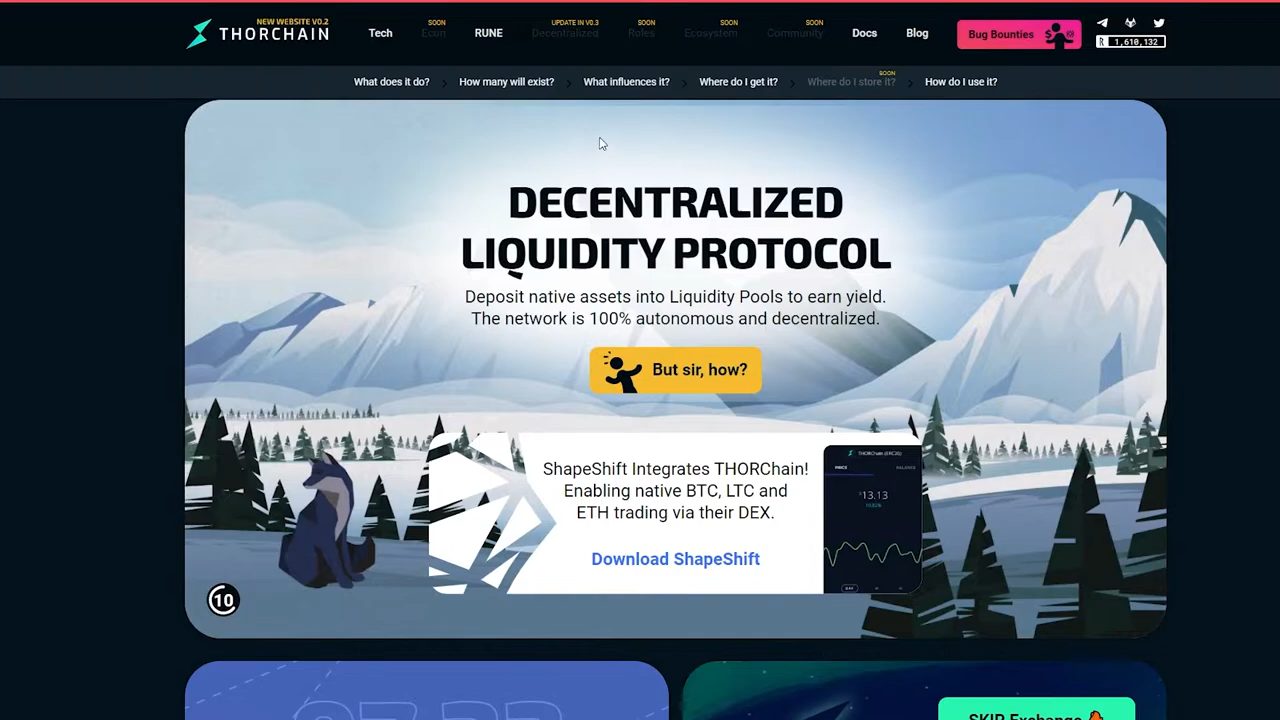 NEW WEBSITE V0.2
THORCHAIN
Tech
SOON
Econ
RUNE
UPDATE IN V0.3
Decentralized
SOON
Roles
SOON
Ecosystem
SOON
Community
Docs
Blog
Bug Bounties
R 1,610,132
What does it do?
How many will exist?
What influences it?
Where do I get it?
SOON
Where do I store it?
How do I use it?
DECENTRALIZED
LIQUIDITY PROTOCOL
Deposit native assets into Liquidity Pools to earn yield.
The network is 100% autonomous and decentralized.
But sir, how?
ShapeShift Integrates THORChain!
Enabling native BTC, LTC and
ETH trading via their DEX.
Download ShapeShift
THORChain (ERC20)
PRICE
BALANCE
$13.13
10
SKIP Exchange